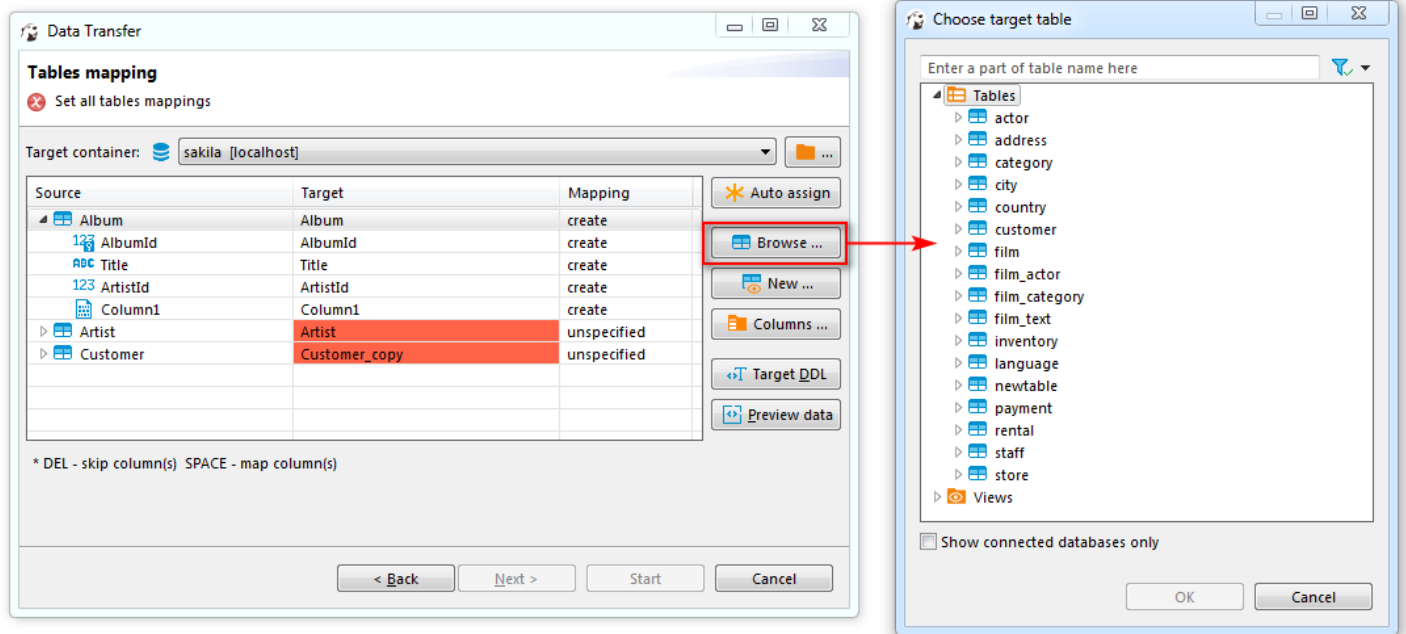 Data Transfer
Tables mapping
Set all tables mappings
Target container: sakila [localhost] ...
Source Target Mapping
Album Album create
123 AlbumId AlbumId create
ABC Title Title create
123 ArtistId ArtistId create
Column1 Column1 create
Artist Artist unspecified
Customer Customer_copy unspecified
Auto assign
Browse ...
New ...
Columns ...
Target DDL
Preview data
* DEL - skip column(s) SPACE - map column(s)
< Back Next > Start Cancel
Choose target table
Enter a part of table name here
Tables
actor
address
category
city
country
customer
film
film_actor
film_category
film_text
inventory
language
newtable
payment
rental
staff
store
Views
Show connected databases only
OK Cancel